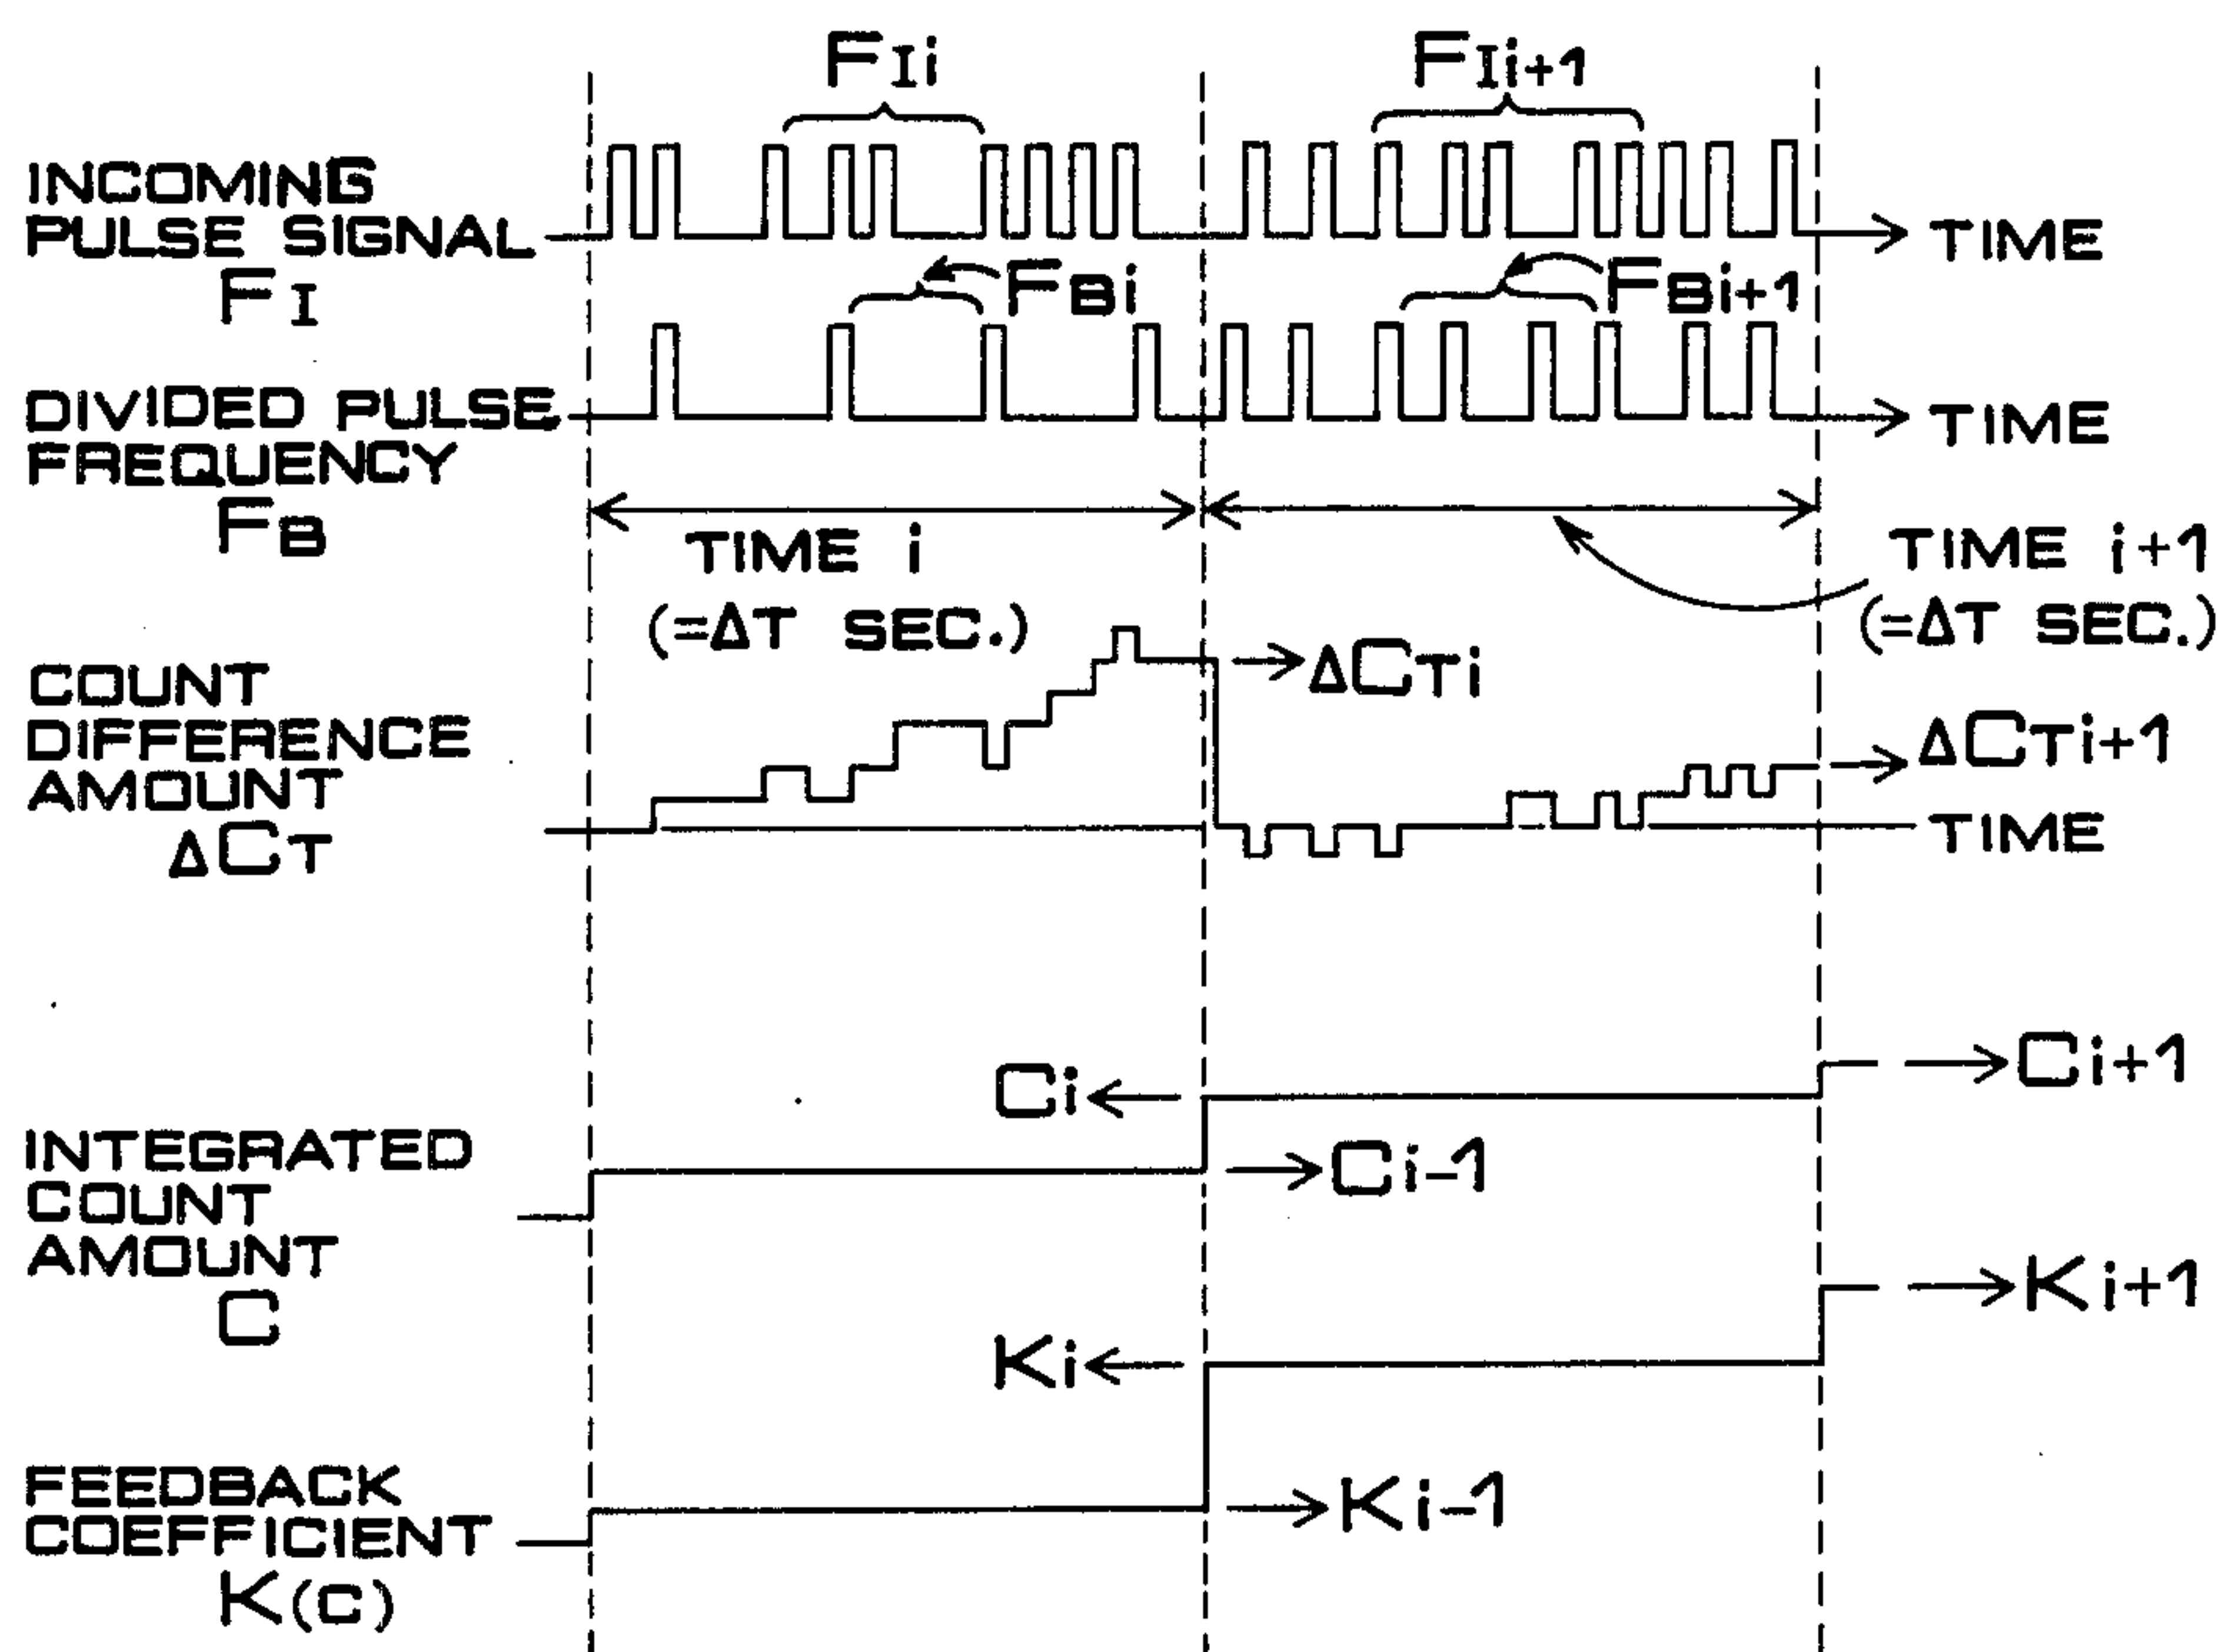 FIi
FIi+1
INCOMING
PULSE SIGNAL
FI
TIME
FBi
FBi+1
DIVIDED PULSE
FREQUENCY
FB
TIME
TIME i
(=ΔT SEC.)
TIME i+1
(=ΔT SEC.)
COUNT
DIFFERENCE
AMOUNT
ΔCT
ΔCTi
ΔCTi+1
TIME
Ci
Ci+1
Ci-1
INTEGRATED
COUNT
AMOUNT
C
Ki
Ki+1
Ki-1
FEEDBACK
COEFFICIENT
K(C)